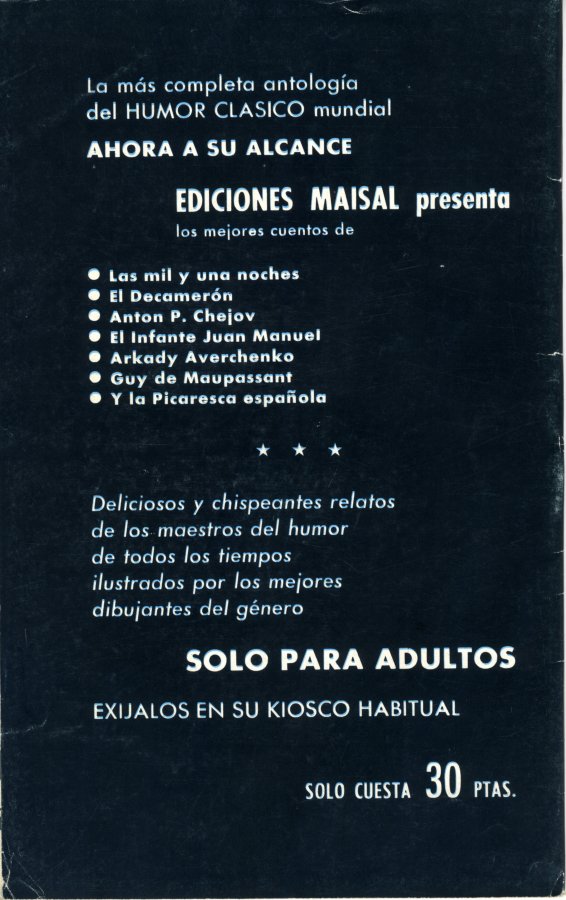 La más completa antología
del HUMOR CLASICO mundial
AHORA A SU ALCANCE
EDICIONES MAISAL presenta
los mejores cuentos de
● Las mil y una noches
● El Decamerón
● Anton P. Chejov
● El Infante Juan Manuel
● Arkady Averchenko
● Guy de Maupassant
● Y la Picaresca española
★ ★ ★
Deliciosos y chispeantes relatos
de los maestros del humor
de todos los tiempos
ilustrados por los mejores
dibujantes del género
SOLO PARA ADULTOS
EXIJALOS EN SU KIOSCO HABITUAL
SOLO CUESTA 30 PTAS.